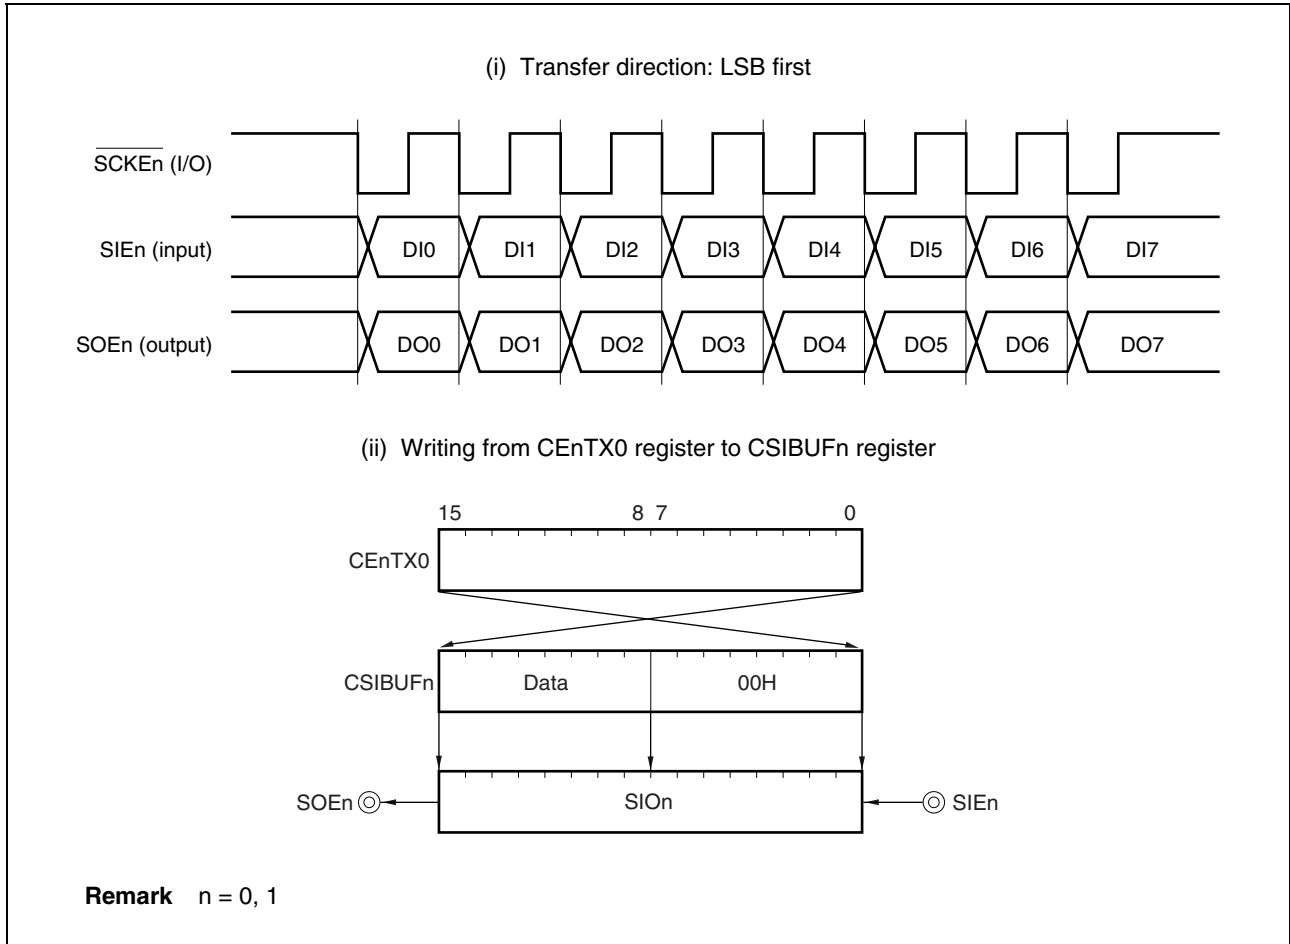 (i) Transfer direction: LSB first
SCKEn (I/O)
SIEn (input) DI0 DI1 DI2 DI3 DI4 DI5 DI6 DI7
SOEn (output) DO0 DO1 DO2 DO3 DO4 DO5 DO6 DO7
(ii) Writing from CEnTX0 register to CSIBUFn register
15 8 7 0
CEnTX0
CSIBUFn Data 00H
SOEn SIOn SIEn
Remark n = 0, 1